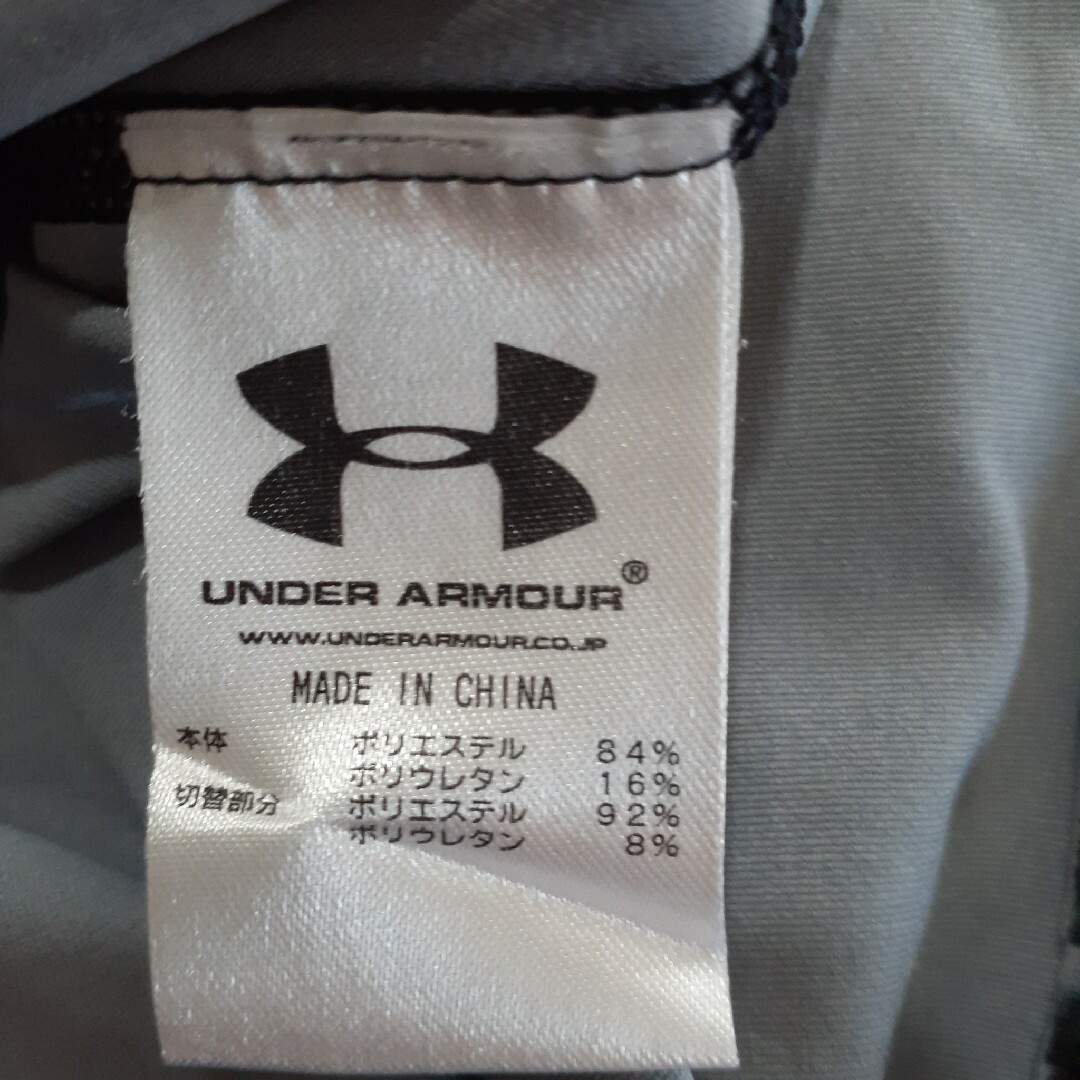 UNDER ARMOUR®
WWW.UNDERARMOUR.CO.JP
MADE IN CHINA
本体 ポリエステル 84%
ポリウレタン 16%
切替部分 ポリエステル 92%
ポリウレタン 8%